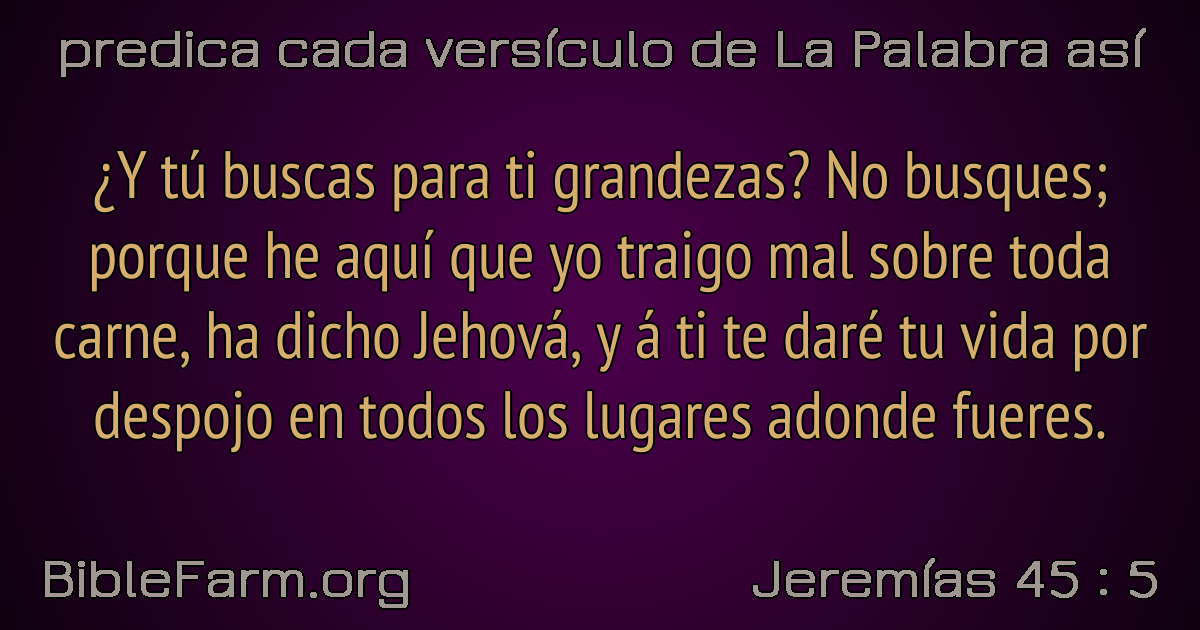 predica cada versículo de La Palabra así
¿Y tú buscas para ti grandezas? No busques;
porque he aquí que yo traigo mal sobre toda
carne, ha dicho Jehová, y á ti te daré tu vida por
despojo en todos los lugares adonde fueres.
BibleFarm.org
Jeremías 45 : 5